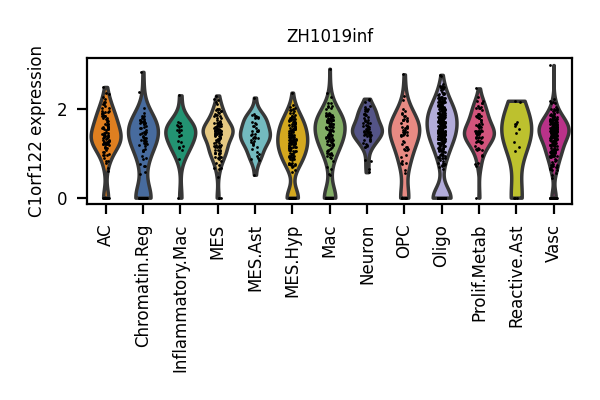 ZH1019inf
C1orf122 expression
2
0
AC
Chromatin.Reg
Inflammatory.Mac
MES
MES.Ast
MES.Hyp
Mac
Neuron
OPC
Oligo
Prolif.Metab
Reactive.Ast
Vasc